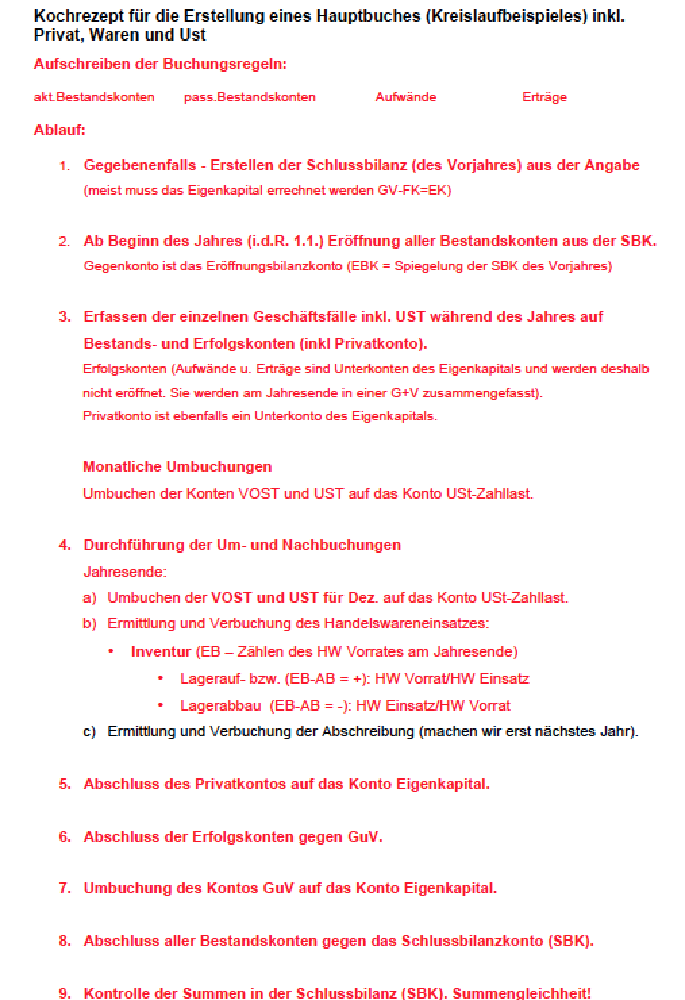 Kochrezept für die Erstellung eines Hauptbuches (Kreislaufbeispieles) inkl.
Privat, Waren und Ust
Aufschreiben der Buchungsregeln:
akt.Bestandskonten pass.Bestandskonten Aufwände Erträge
Ablauf:
1. Gegebenenfalls - Erstellen der Schlussbilanz (des Vorjahres) aus der Angabe
(meist muss das Eigenkapital errechnet werden GV-FK=EK)
2. Ab Beginn des Jahres (i.d.R. 1.1.) Eröffnung aller Bestandskonten aus der SBK.
Gegenkonto ist das Eröffnungsbilanzkonto (EBK = Spiegelung der SBK des Vorjahres)
3. Erfassen der einzelnen Geschäftsfälle inkl. UST während des Jahres auf
Bestands- und Erfolgskonten (inkl Privatkonto).
Erfolgskonten (Aufwände u. Erträge sind Unterkonten des Eigenkapitals und werden deshalb
nicht eröffnet. Sie werden am Jahresende in einer G+V zusammengefasst).
Privatkonto ist ebenfalls ein Unterkonto des Eigenkapitals.
Monatliche Umbuchungen
Umbuchen der Konten VOST und UST auf das Konto USt-Zahllast.
4. Durchführung der Um- und Nachbuchungen
Jahresende:
a) Umbuchen der VOST und UST für Dez. auf das Konto USt-Zahllast.
b) Ermittlung und Verbuchung des Handelswareneinsatzes:
• Inventur (EB – Zählen des HW Vorrates am Jahresende)
• Lagerauf- bzw. (EB-AB = +): HW Vorrat/HW Einsatz
• Lagerabbau (EB-AB = -): HW Einsatz/HW Vorrat
c) Ermittlung und Verbuchung der Abschreibung (machen wir erst nächstes Jahr).
5. Abschluss des Privatkontos auf das Konto Eigenkapital.
6. Abschluss der Erfolgskonten gegen GuV.
7. Umbuchung des Kontos GuV auf das Konto Eigenkapital.
8. Abschluss aller Bestandskonten gegen das Schlussbilanzkonto (SBK).
9. Kontrolle der Summen in der Schlussbilanz (SBK). Summengleichheit!